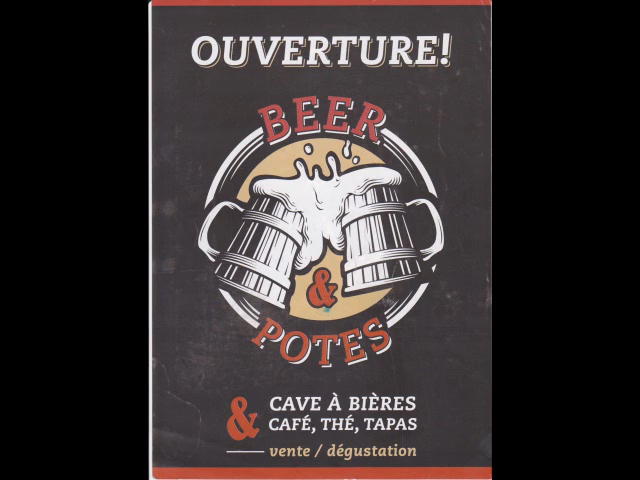 OUVERTURE!
BEER
&
POTES
& CAVE À BIÈRES
CAFÉ, THÉ, TAPAS
vente / dégustation